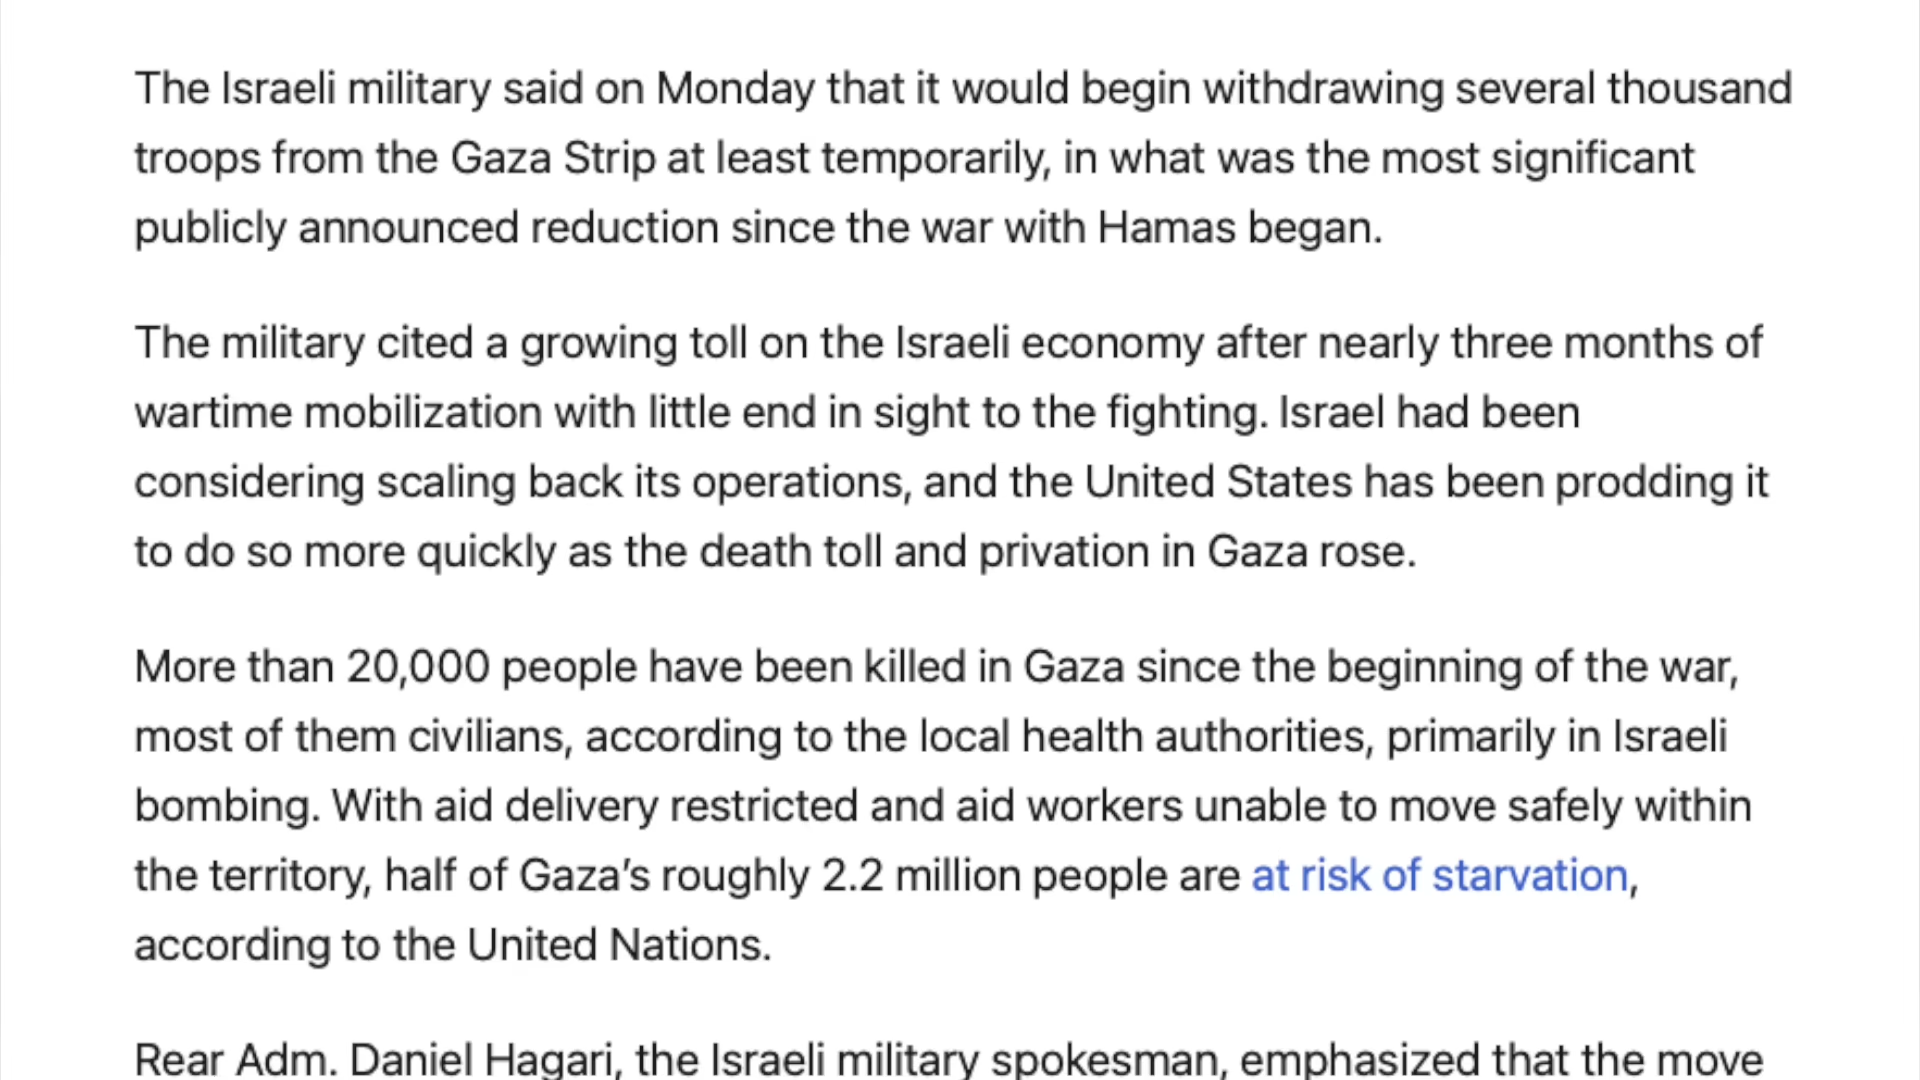 The Israeli military said on Monday that it would begin withdrawing several thousand
troops from the Gaza Strip at least temporarily, in what was the most significant
publicly announced reduction since the war with Hamas began.
The military cited a growing toll on the Israeli economy after nearly three months of
wartime mobilization with little end in sight to the fighting. Israel had been
considering scaling back its operations, and the United States has been prodding it
to do so more quickly as the death toll and privation in Gaza rose.
More than 20,000 people have been killed in Gaza since the beginning of the war,
most of them civilians, according to the local health authorities, primarily in Israeli
bombing. With aid delivery restricted and aid workers unable to move safely within
the territory, half of Gaza’s roughly 2.2 million people are at risk of starvation,
according to the United Nations.
Rear Adm. Daniel Hagari, the Israeli military spokesman, emphasized that the move